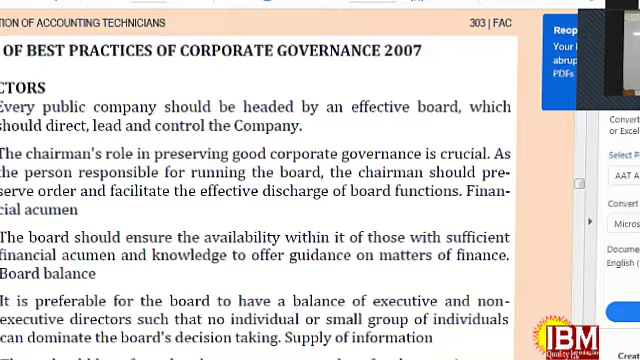 TION OF ACCOUNTING TECHNICIANS
303 | FAC
OF BEST PRACTICES OF CORPORATE GOVERNANCE 2007
CTORS
Every public company should be headed by an effective board, which
should direct, lead and control the Company.
The chairman's role in preserving good corporate governance is crucial. As
the person responsible for running the board, the chairman should pre-
serve order and facilitate the effective discharge of board functions. Finan-
cial acumen
The board should ensure the availability within it of those with sufficient
financial acumen and knowledge to offer guidance on matters of finance.
Board balance
It is preferable for the board to have a balance of executive and non-
executive directors such that no individual or small group of individuals
can dominate the board's decision taking. Supply of information
Reop
Your
abrup
PDFs
Convert
or Excel
Select P
AAT A
Convert
Micros
Docume
English (
IBM
Quality